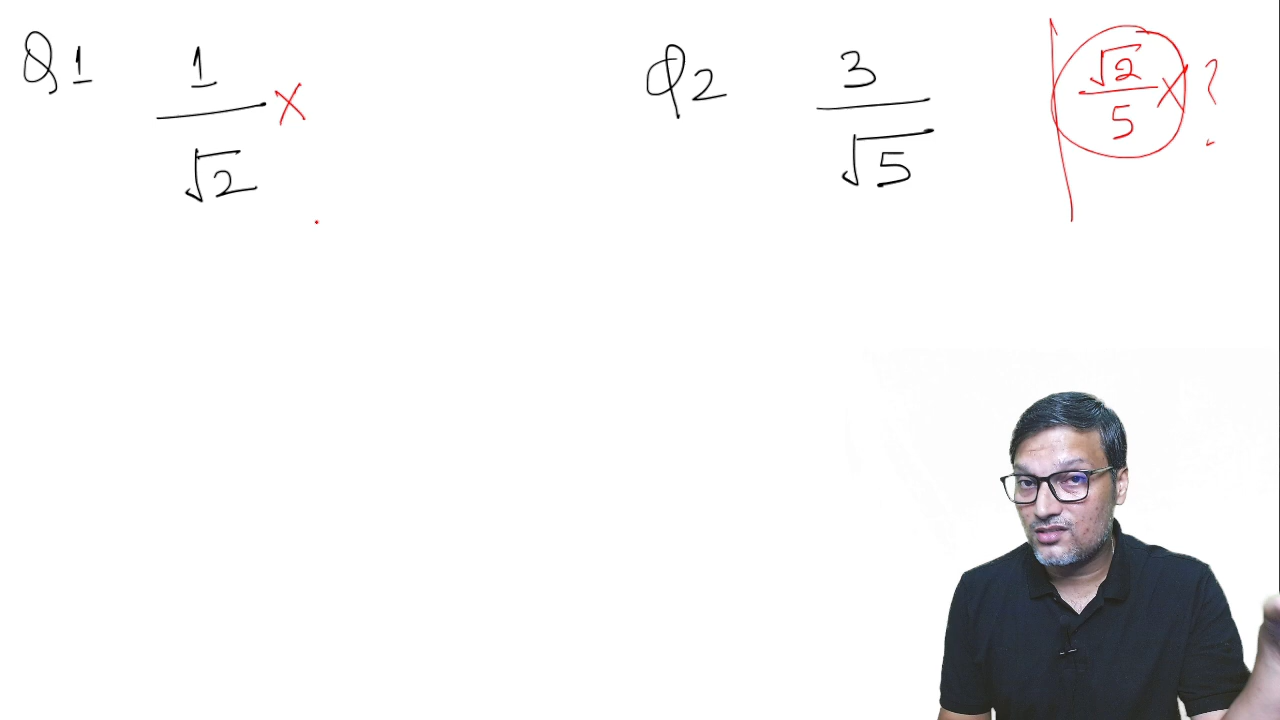 Q1 1/√2 ×
Q2 3/√5
√2/5 × ?